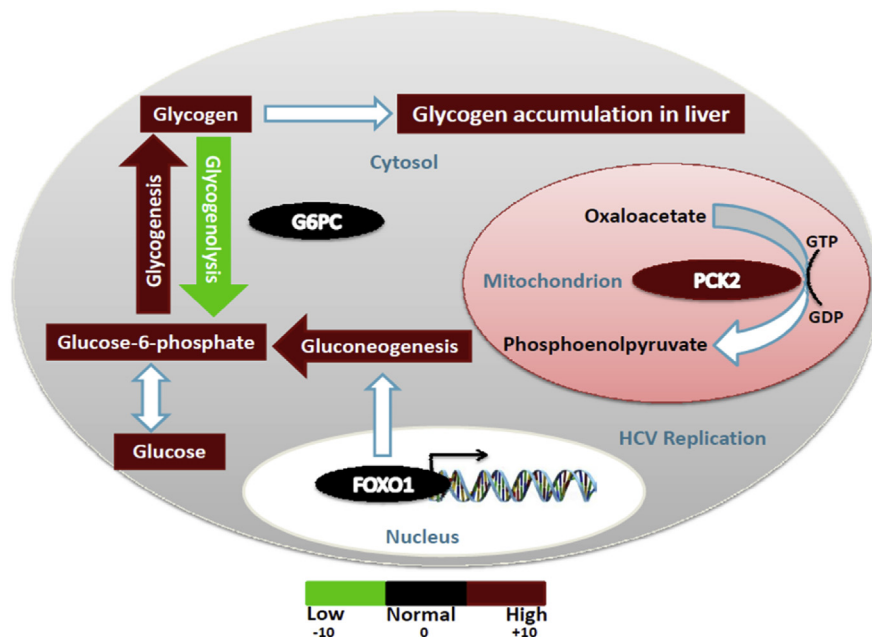 Glycogen
Glycogen accumulation in liver
Cytosol
Glycogenesis
Glycogenolysis
G6PC
Oxaloacetate
GTP
Mitochondrion
PCK2
GDP
Phosphoenolpyruvate
Glucose-6-phosphate
Gluconeogenesis
HCV Replication
Glucose
FOXO1
Nucleus
Low Normal High
-10 0 +10